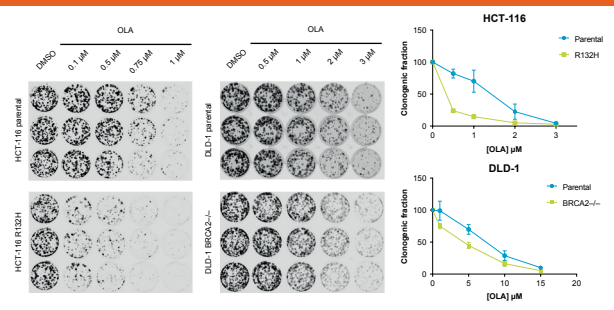 OLA
DMSO
0.1 µM
0.5 µM
0.75 µM
1 µM
HCT-116 parental
HCT-116 R132H
OLA
DMSO
0.5 µM
1 µM
2 µM
3 µM
DLD-1 parental
DLD-1 BRCA2–/–
HCT-116
Clonogenic fraction
150
100
50
0
0
1
2
3
4
[OLA] µM
Parental
R132H
DLD-1
Clonogenic fraction
150
100
50
0
0
5
10
15
20
[OLA] µM
Parental
BRCA2–/–